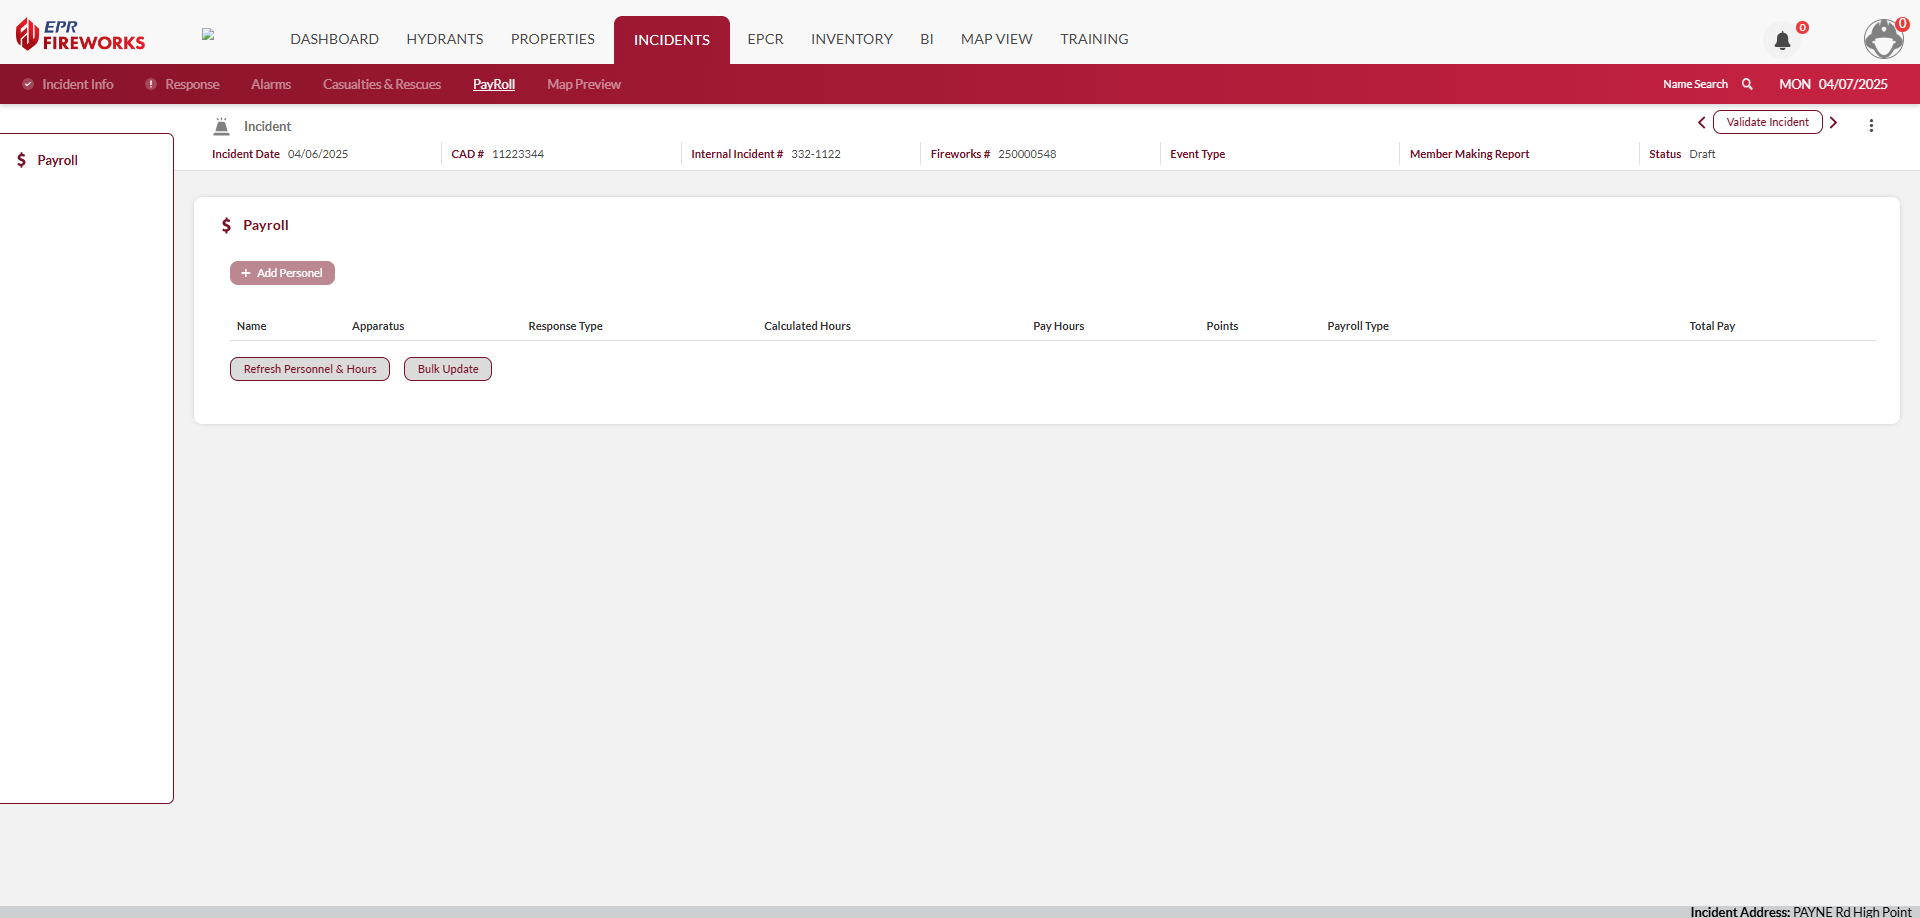 EPR
FIREWORKS
DASHBOARD HYDRANTS PROPERTIES INCIDENTS EPCR INVENTORY BI MAP VIEW TRAINING
0
0
Incident Info Response Alarms Casualties & Rescues PayRoll Map Preview Name Search MON 04/07/2025
Payroll
Incident
Validate Incident
Incident Date 04/06/2025 CAD # 11223344 Internal Incident # 332-1122 Fireworks # 250000548 Event Type Member Making Report Status Draft
Payroll
+ Add Personel
Name Apparatus Response Type Calculated Hours Pay Hours Points Payroll Type Total Pay
Refresh Personnel & Hours Bulk Update
Incident Address: PAYNE Rd High Point